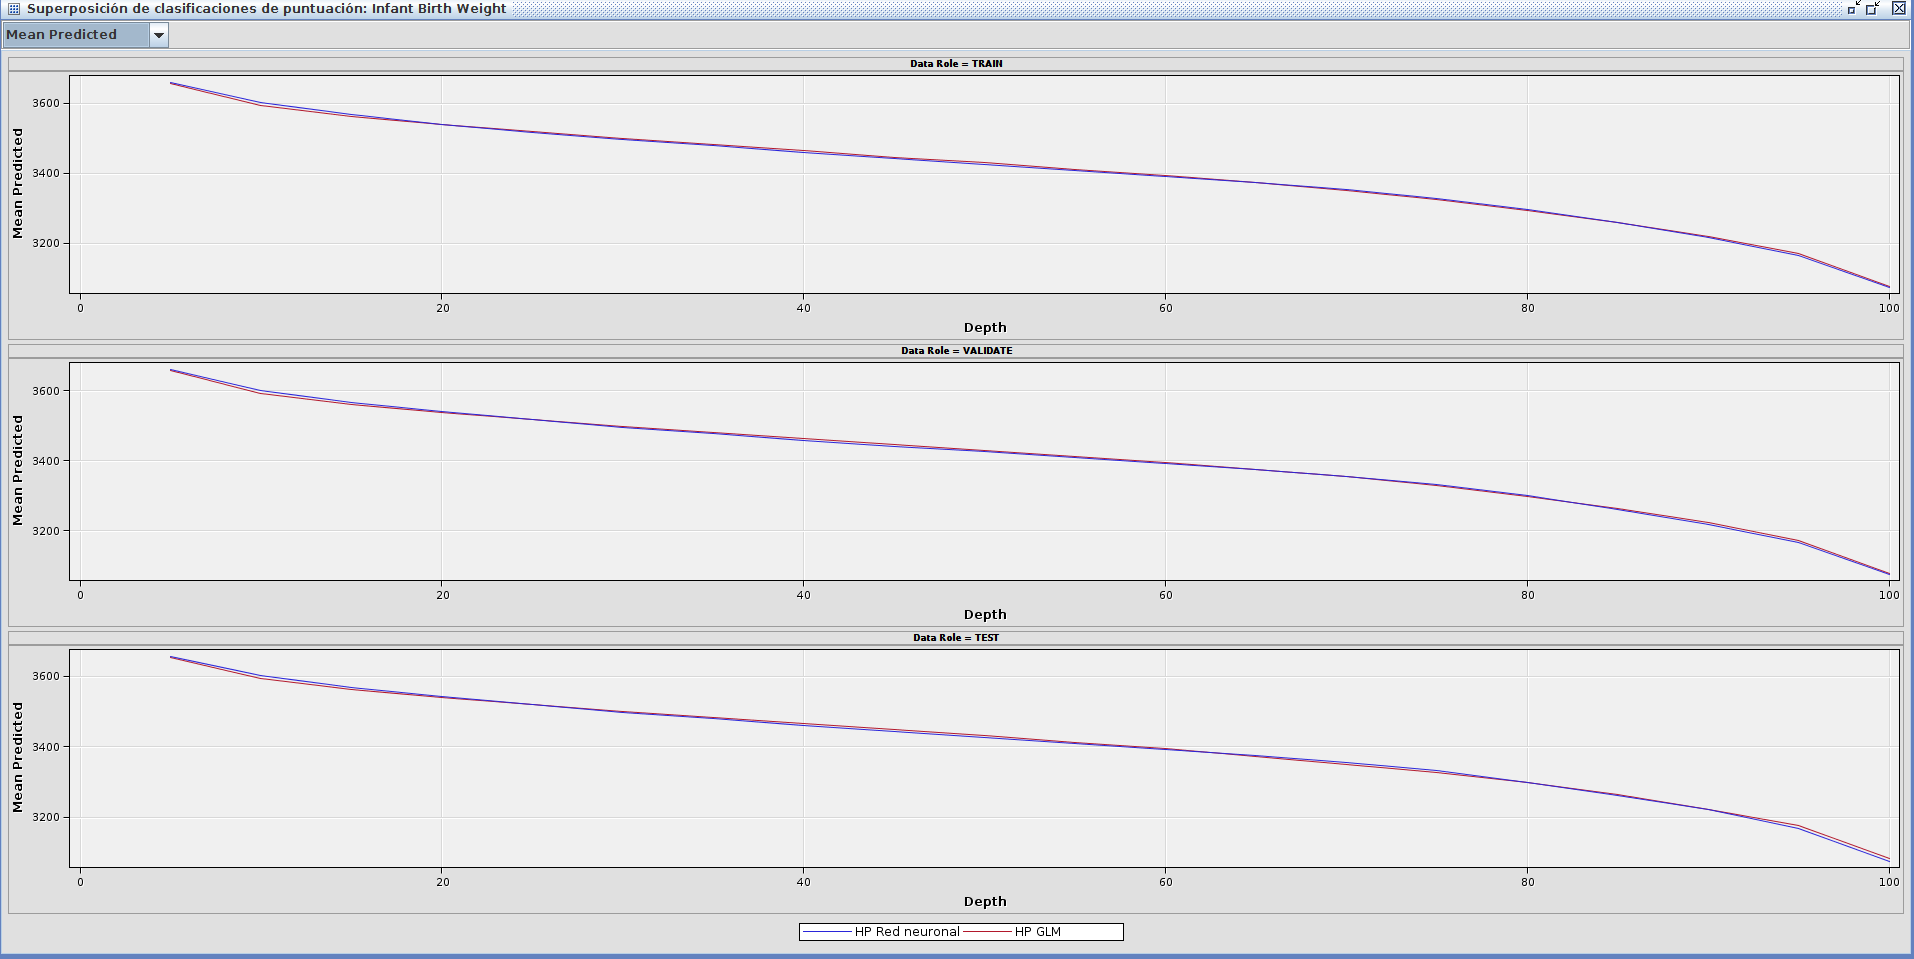 Superposición de clasificaciones de puntuación: Infant Birth Weight
Mean Predicted
Data Role = TRAIN
Mean Predicted
3600
3400
3200
0 20 40 60 80 100
Depth
Data Role = VALIDATE
Mean Predicted
3600
3400
3200
0 20 40 60 80 100
Depth
Data Role = TEST
Mean Predicted
3600
3400
3200
0 20 40 60 80 100
Depth
HP Red neuronal HP GLM